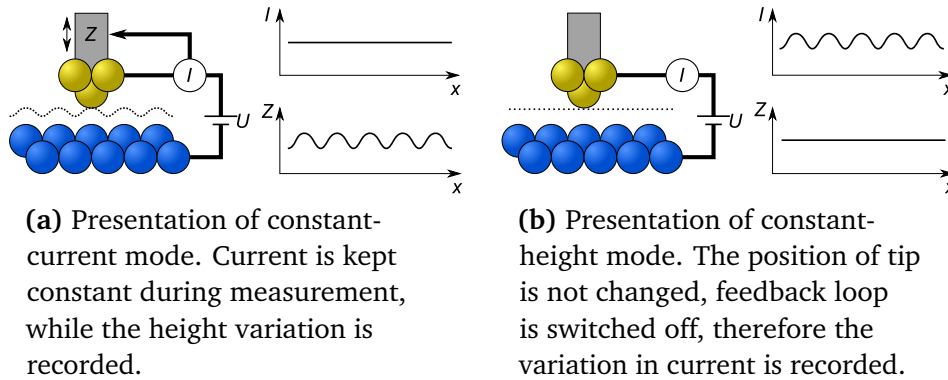 I
Z
I
x
U
Z
x
(a) Presentation of constant-
current mode. Current is kept
constant during measurement,
while the height variation is
recorded.
I
I
x
U
Z
x
(b) Presentation of constant-
height mode. The position of tip
is not changed, feedback loop
is switched off, therefore the
variation in current is recorded.